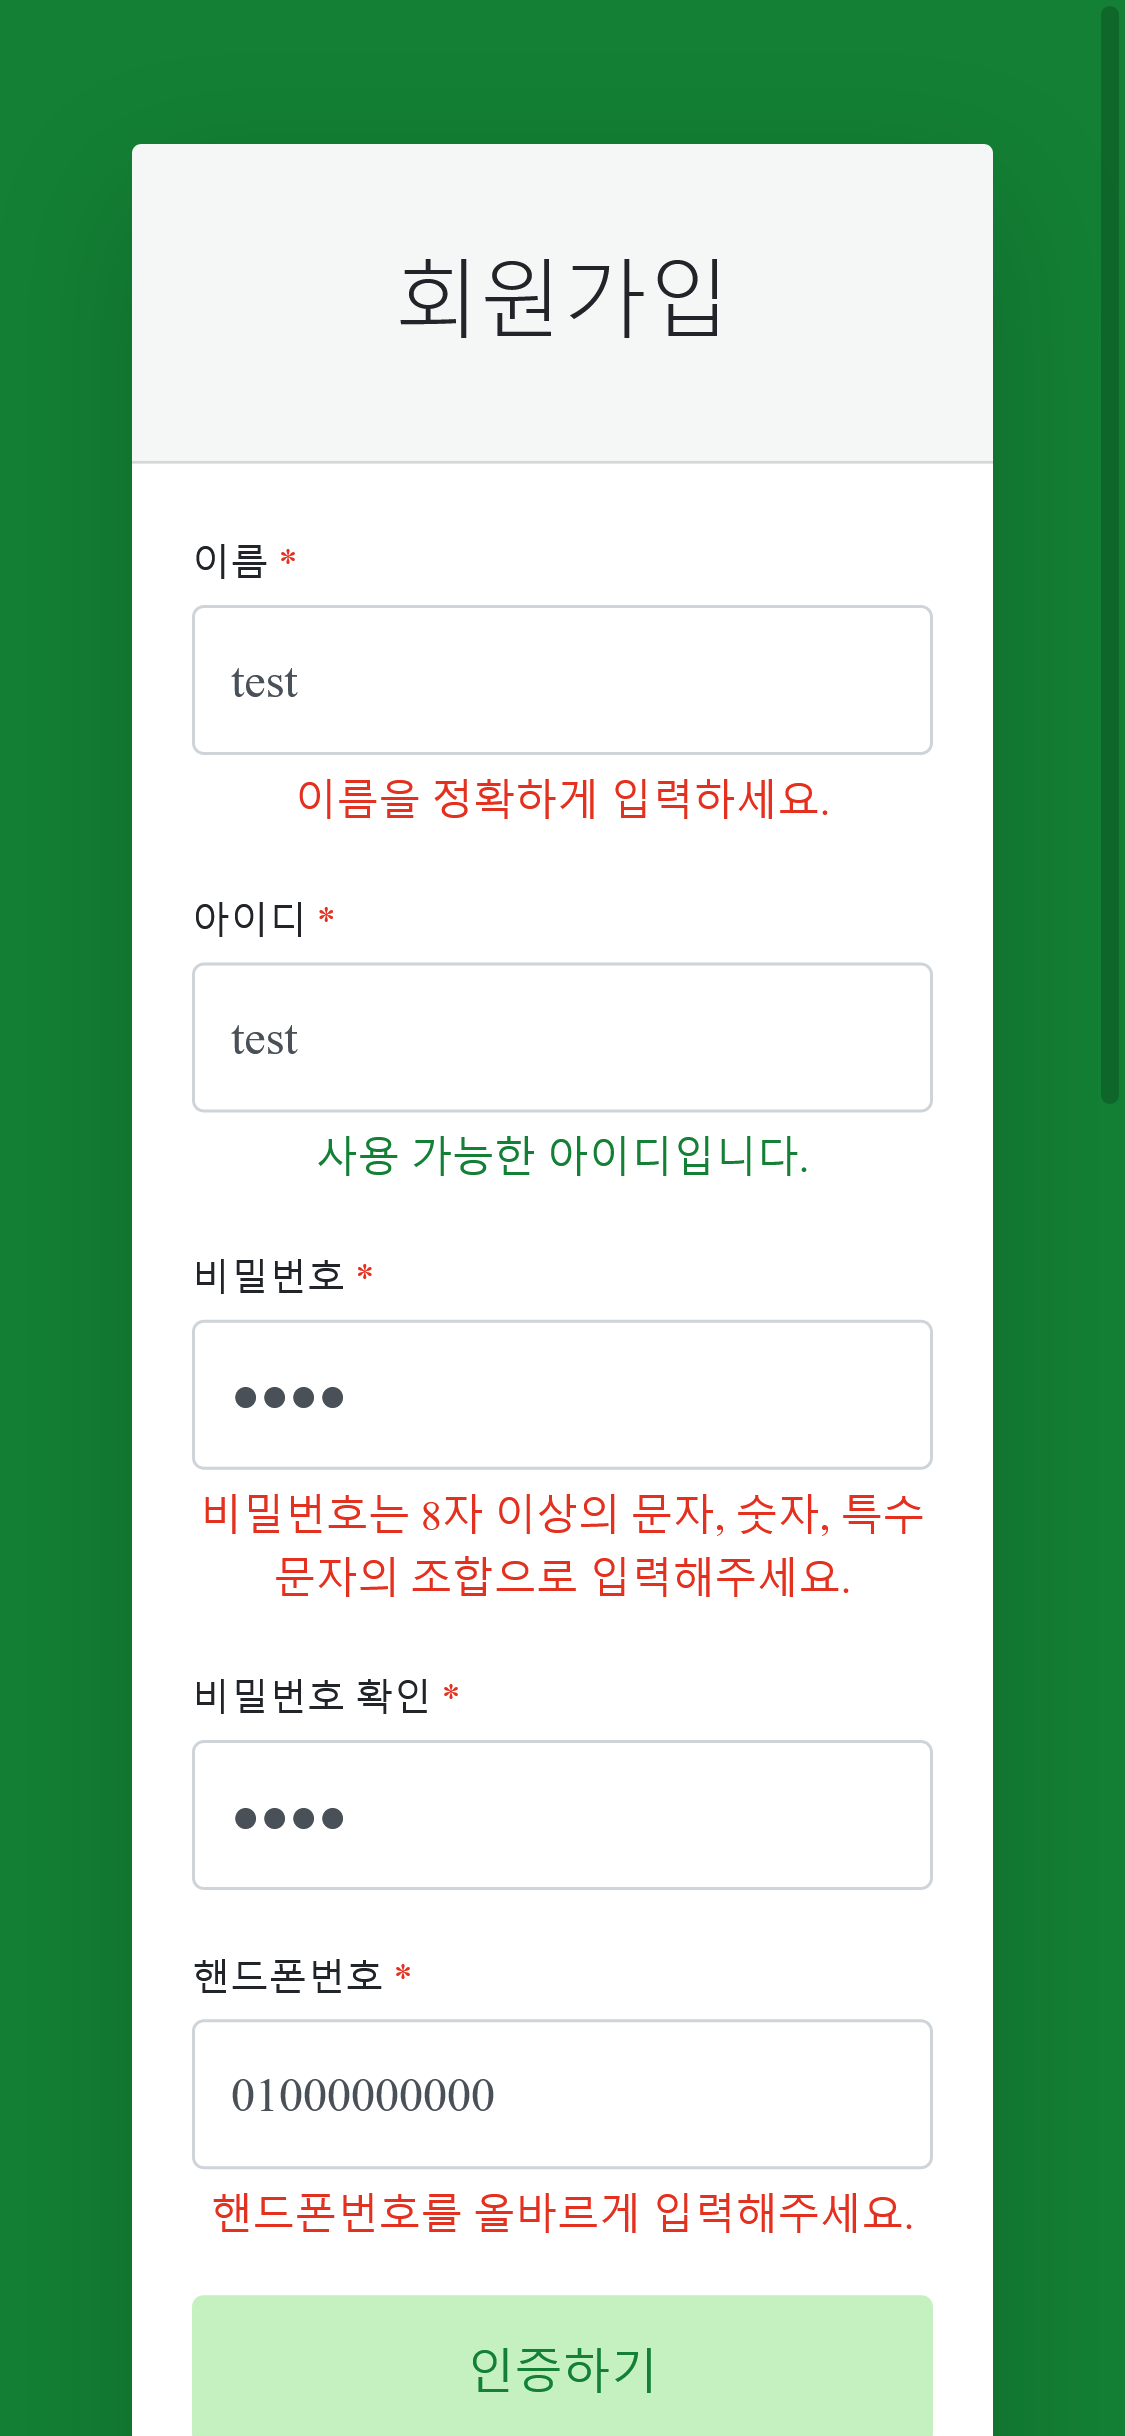 회원가입
이름 *
test
이름을 정확하게 입력하세요.
아이디 *
test
사용 가능한 아이디입니다.
비밀번호 *
●●●●
비밀번호는 8자 이상의 문자, 숫자, 특수
문자의 조합으로 입력해주세요.
비밀번호 확인 *
●●●●
핸드폰번호 *
01000000000
핸드폰번호를 올바르게 입력해주세요.
인증하기